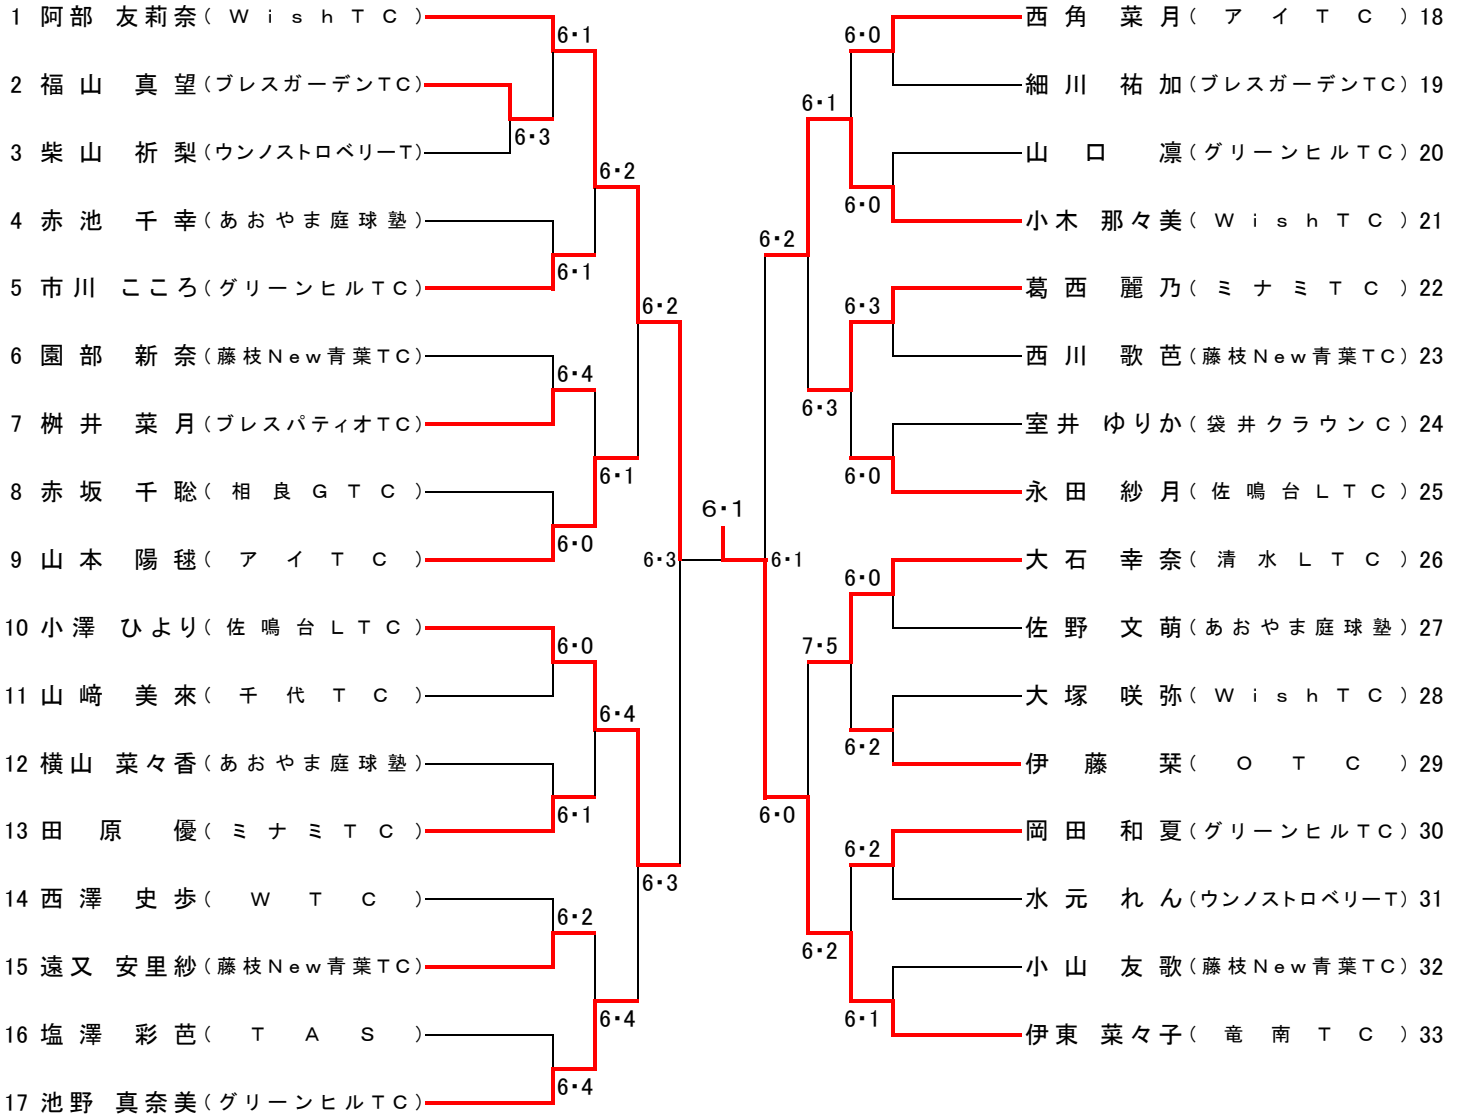 1 阿部 友莉奈 (WishTC)
2 福山 真望 (ブレスガーデンTC)
3 柴山 祈梨 (ウンノストロベリーT)
4 赤池 千幸 (あおやま庭球塾)
5 市川 こころ (グリーンヒルTC)
6 園部 新奈 (藤枝New青葉TC)
7 桝井 菜月 (ブレスパティオTC)
8 赤坂 千聡 (相良GTC)
9 山本 陽毬 (アイTC)
10 小澤 ひより (佐鳴台LTC)
11 山﨑 美來 (千代TC)
12 横山 菜々香 (あおやま庭球塾)
13 田原 優 (ミナミTC)
14 西澤 史歩 (WTC)
15 遠又 安里紗 (藤枝New青葉TC)
16 塩澤 彩芭 (TAS)
17 池野 真奈美 (グリーンヒルTC)
6・1
6・3
6・1
6・4
6・0
6・0
6・1
6・2
6・4
6・2
6・1
6・4
6・4
6・2
6・3
6・3
6・1
6・1
6・2
6・0
6・1
6・3
7・5
6・2
6・0
6・0
6・3
6・0
6・0
6・2
6・2
6・1
西角 菜月 (アイTC) 18
細川 祐加 (ブレスガーデンTC) 19
山口 凛 (グリーンヒルTC) 20
小木 那々美 (WishTC) 21
葛西 麗乃 (ミナミTC) 22
西川 歌芭 (藤枝New青葉TC) 23
室井 ゆりか (袋井クラウンC) 24
永田 紗月 (佐鳴台LTC) 25
大石 幸奈 (清水LTC) 26
佐野 文萌 (あおやま庭球塾) 27
大塚 咲弥 (WishTC) 28
伊藤 栞 (OTC) 29
岡田 和夏 (グリーンヒルTC) 30
水元 れん (ウンノストロベリーT) 31
小山 友歌 (藤枝New青葉TC) 32
伊東 菜々子 (竜南TC) 33